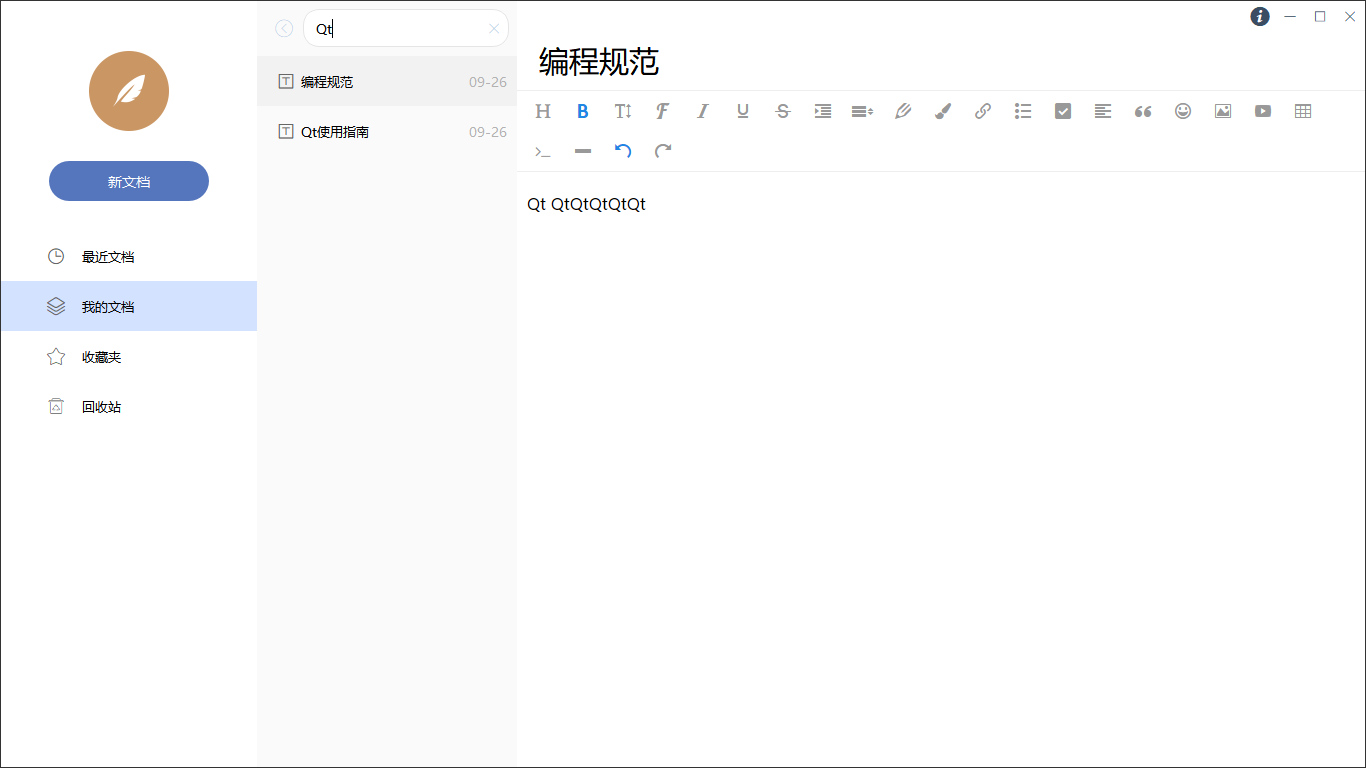 Qt
编程规范
新文档
最近文档
我的文档
收藏夹
回收站
编程规范 09-26
Qt使用指南 09-26
Qt QtQtQtQtQt